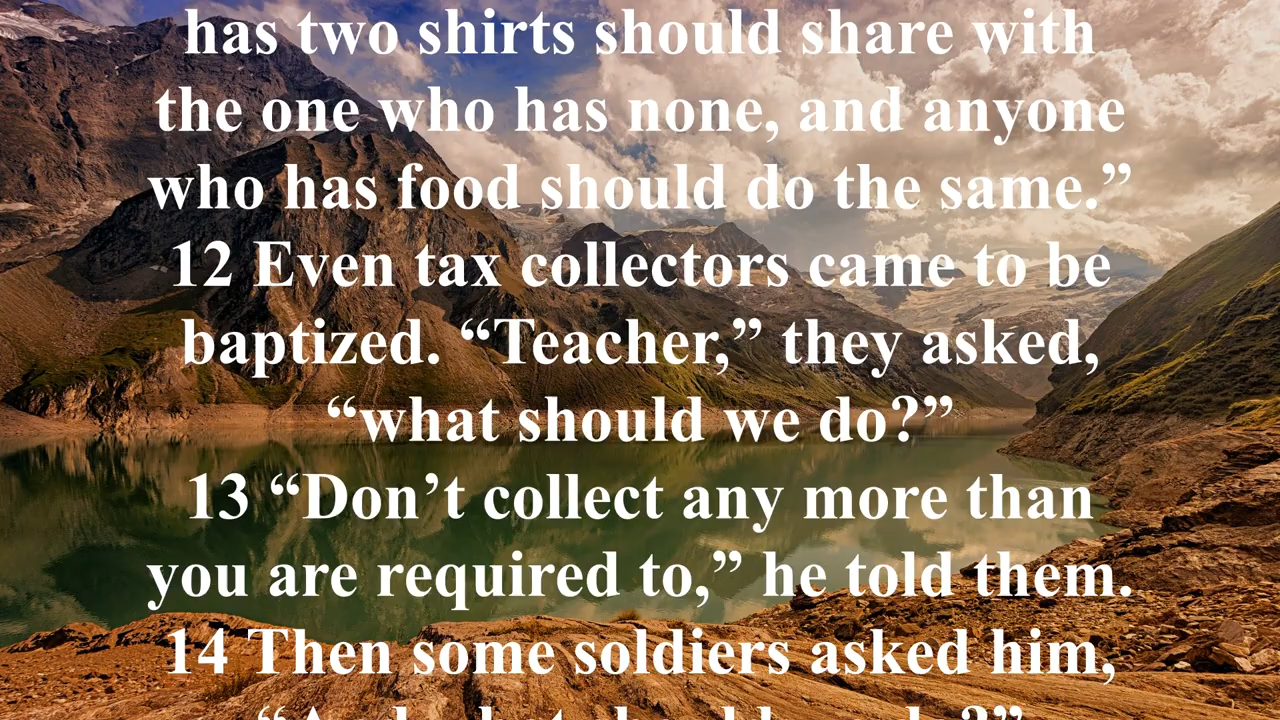 has two shirts should share with
the one who has none, and anyone
who has food should do the same.”
12 Even tax collectors came to be
baptized. “Teacher,” they asked,
“what should we do?”
13 “Don’t collect any more than
you are required to,” he told them.
14 Then some soldiers asked him,